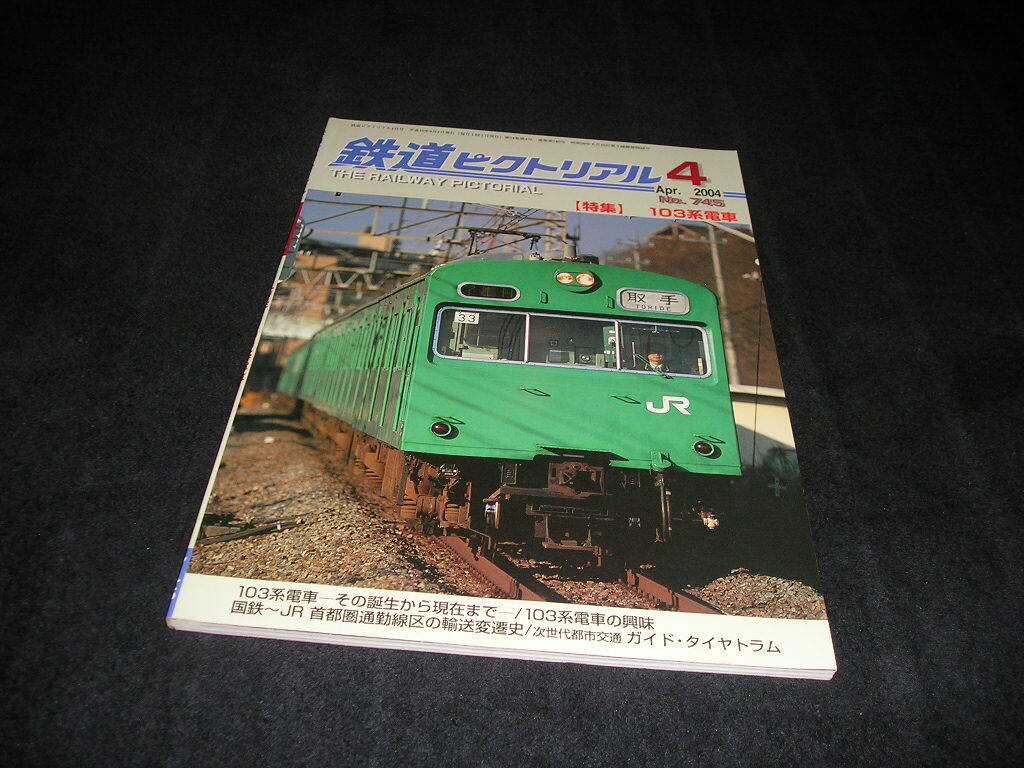 鉄道ピクトリアル 4
THE RAILWAY PICTORIAL
Apr. 2004
No. 745
【特集】 103系電車
取手
TORIDE
33
JR
103系電車—その誕生から現在まで—/103系電車の興味
国鉄〜JR 首都圏通勤線区の輸送変遷史/次世代都市交通 ガイド・タイヤトラム